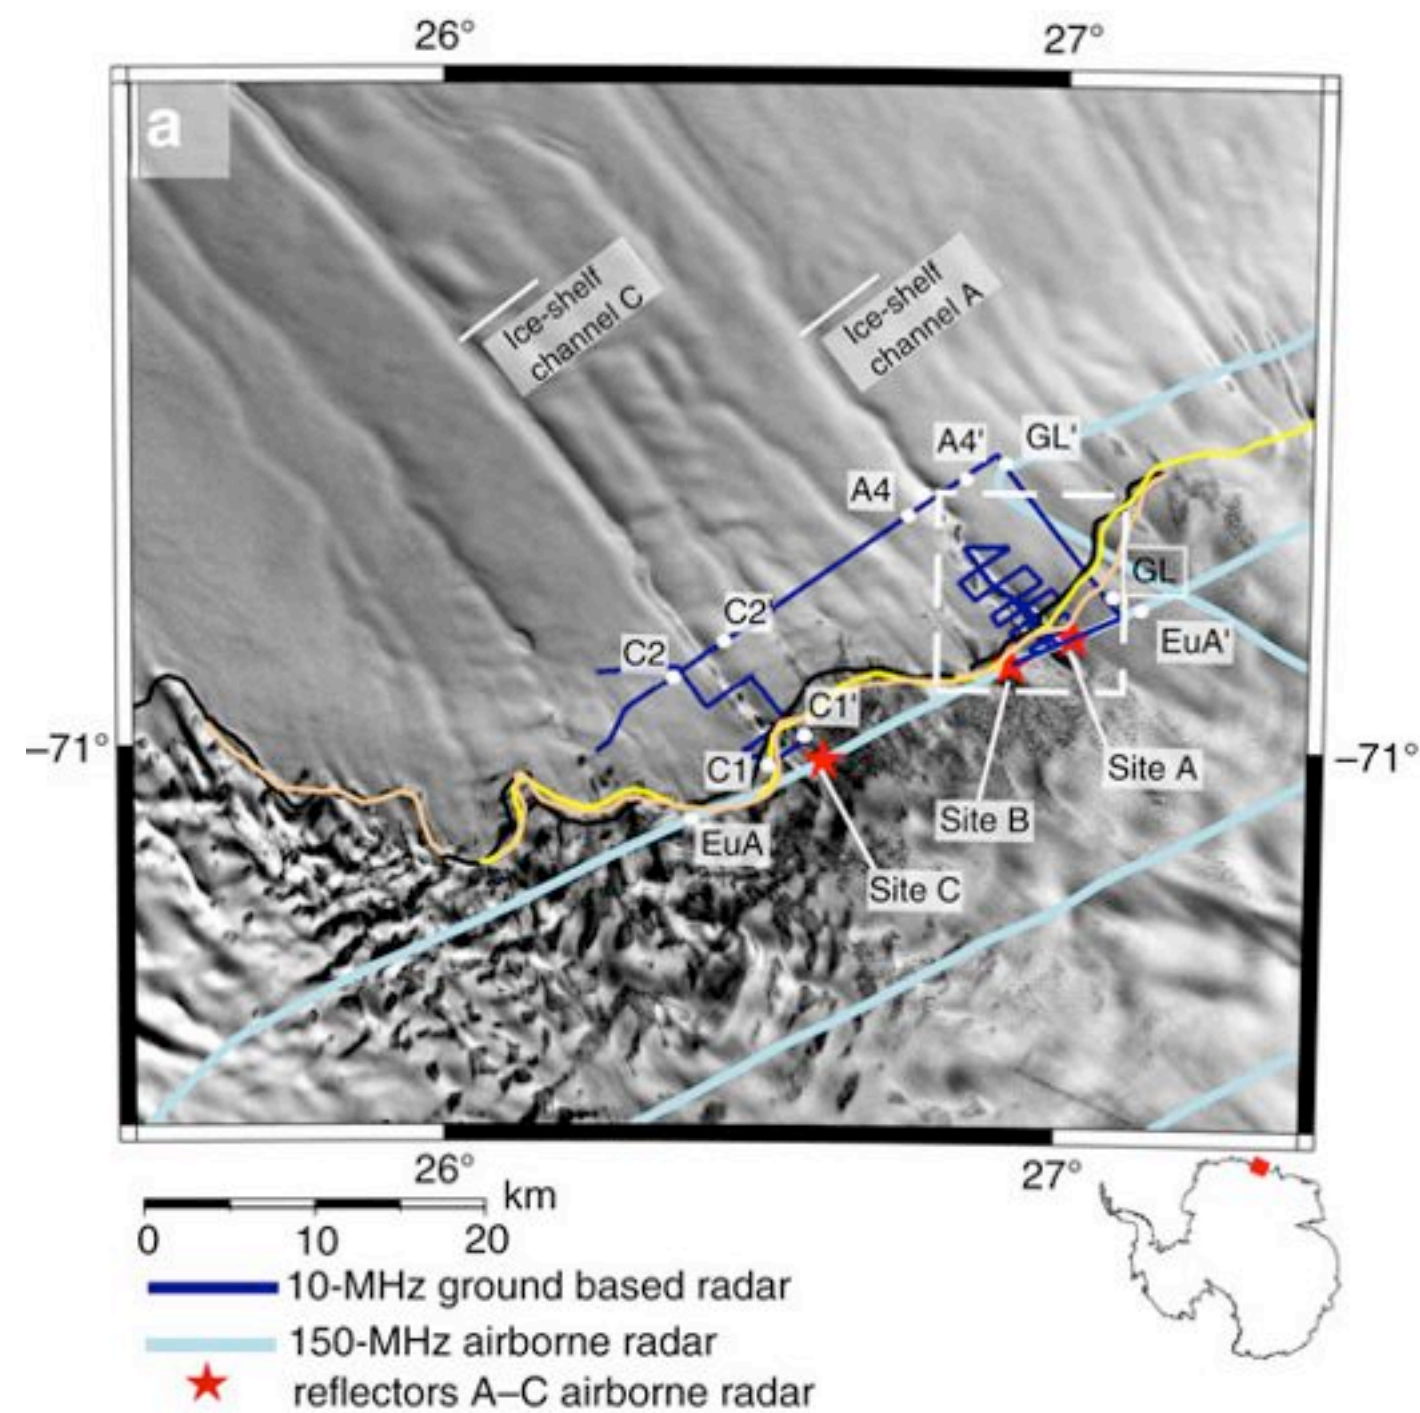 26°
27°
a
Ice-shelf
channel C
Ice-shelf
channel A
A4'
GL'
A4
GL
C2'
EuA'
C2
C1'
–71°
–71°
C1
Site A
Site B
EuA
Site C
26°
27°
km
0
10
20
10-MHz ground based radar
150-MHz airborne radar
reflectors A–C airborne radar